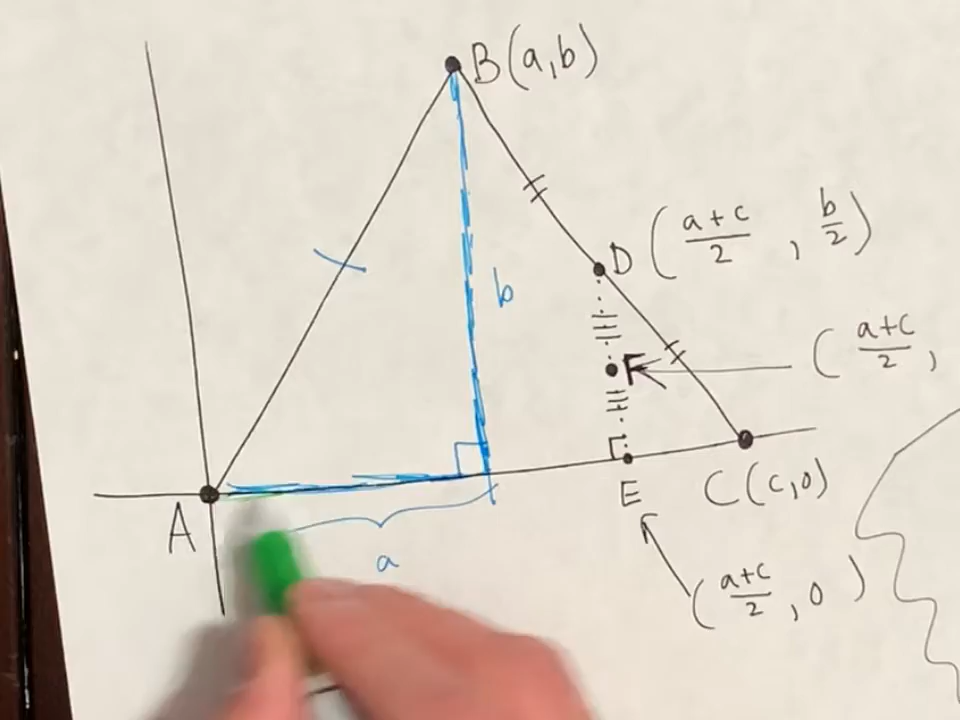 B(a,b)
D (a+c/2, b/2)
b
F
(a+c/2,
A
E
C(c,0)
a
(a+c/2, 0)